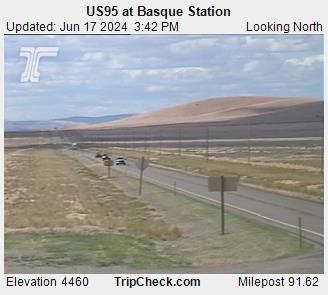 US95 at Basque Station
Updated: Jun 17 2024 3:42 PM Looking North
Elevation 4460 TripCheck.com Milepost 91.62